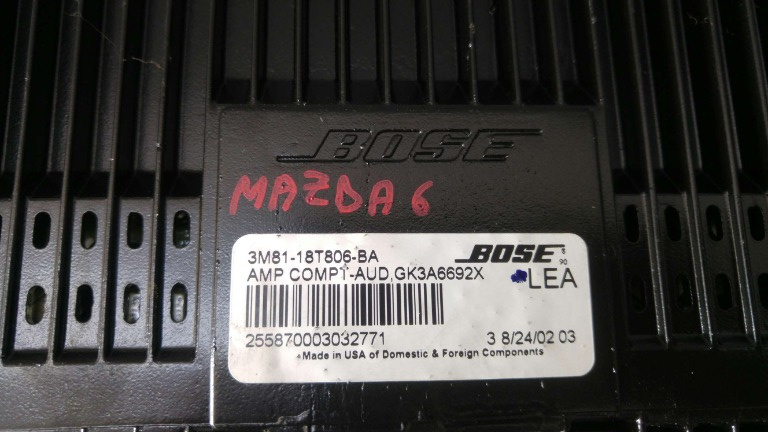 BOSE
MAZDA 6
3M81-18T806-BA BOSE ®
AMP COMPT-AUD,GK3A6692X 90
LEA
255870003032771 3 8/24/02 03
Made in USA of Domestic & Foreign Components